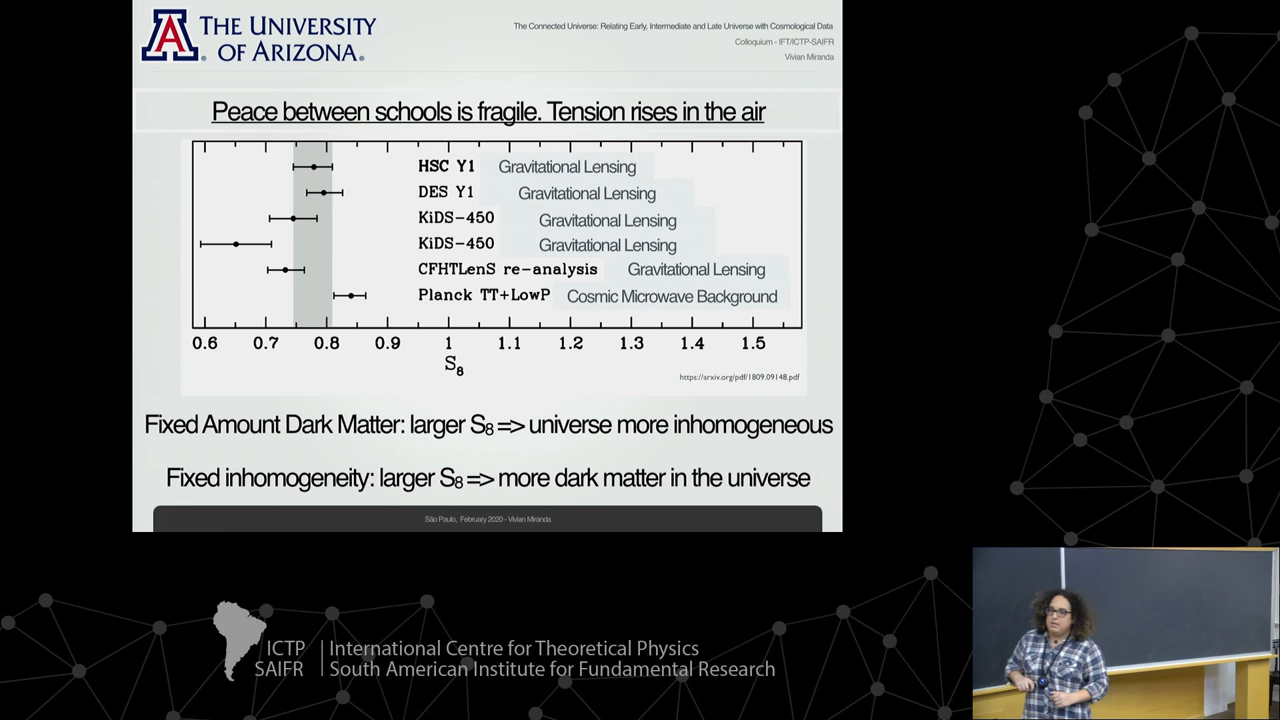 THE UNIVERSITY
OF ARIZONA®
The Connected Universe: Relating Early, Intermediate and Late Universe with Cosmological Data
Colloquium - IFT/ICTP-SAIFR
Vivian Miranda
Peace between schools is fragile. Tension rises in the air
HSC Y1 Gravitational Lensing
DES Y1 Gravitational Lensing
KiDS-450 Gravitational Lensing
KiDS-450 Gravitational Lensing
CFHTLenS re-analysis Gravitational Lensing
Planck TT+LowP Cosmic Microwave Background
0.6 0.7 0.8 0.9 1 1.1 1.2 1.3 1.4 1.5
S8
https://arxiv.org/pdf/1809.09148.pdf
Fixed Amount Dark Matter: larger S8 => universe more inhomogeneous
Fixed inhomogeneity: larger S8 => more dark matter in the universe
São Paulo, February 2020 - Vivian Miranda
ICTP | International Centre for Theoretical Physics
SAIFR | South American Institute for Fundamental Research